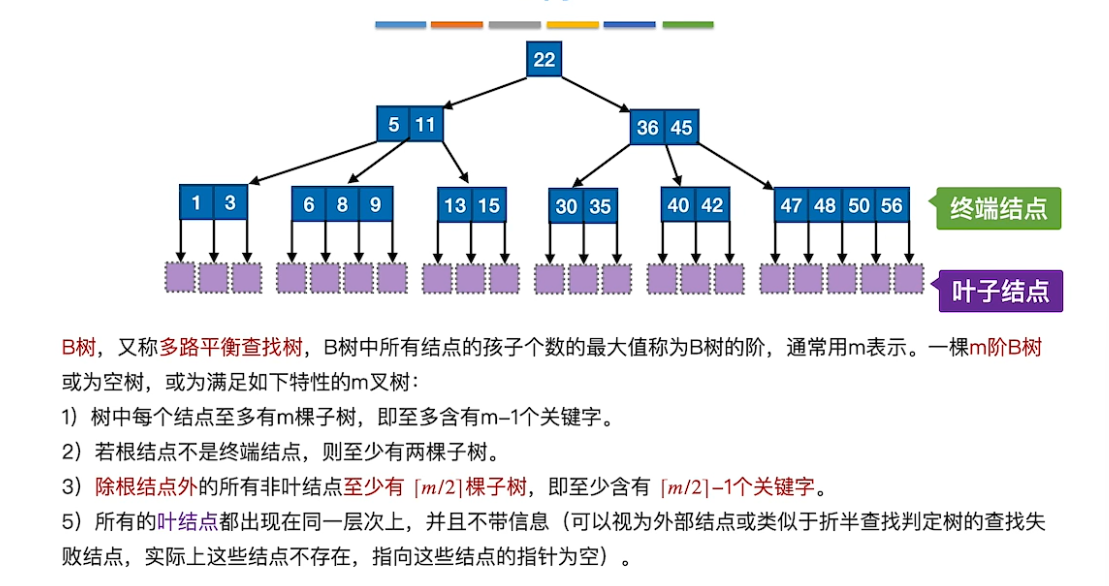 22
5 11
36 45
1 3
6 8 9
13 15
30 35
40 42
47 48 50 56
终端结点
叶子结点
B树，又称多路平衡查找树，B树中所有结点的孩子个数的最大值称为B树的阶，通常用m表示。一棵m阶B树
或为空树，或为满足如下特性的m叉树：
1）树中每个结点至多有m棵子树，即至多含有m-1个关键字。
2）若根结点不是终端结点，则至少有两棵子树。
3）除根结点外的所有非叶结点至少有 ⌈m/2⌉棵子树，即至少含有 ⌈m/2⌉-1个关键字。
5）所有的叶结点都出现在同一层次上，并且不带信息（可以视为外部结点或类似于折半查找判定树的查找失
败结点，实际上这些结点不存在，指向这些结点的指针为空）。